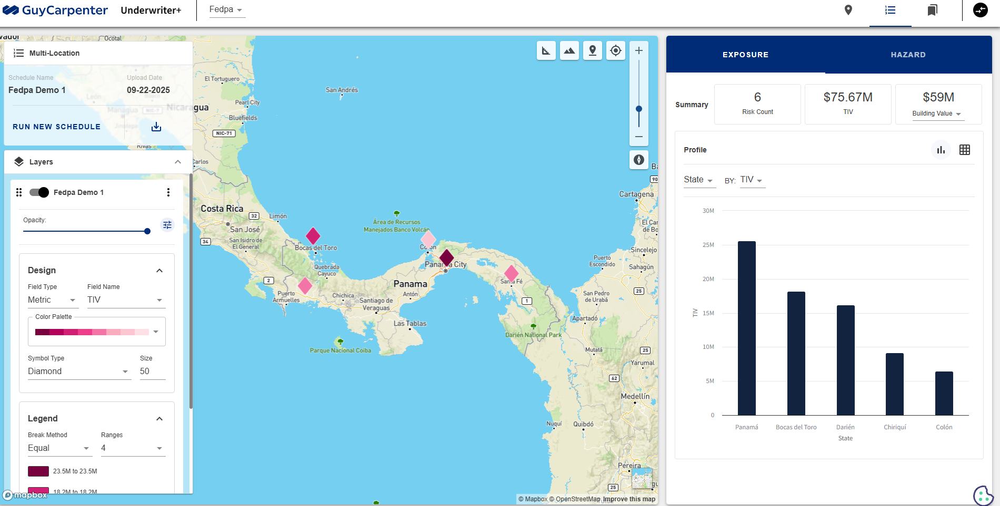 GuyCarpenter
Underwriter+
Fedpa
Ocotal
Multi-Location
Schedule Name
Upload Date
Fedpa Demo 1
09-22-2025
León
Managua
NIC-7
Nicaragua
Jinotepe
RUN NEW SCHEDULE
Rivas
Layers
Fedpa Demo 1
Opacity:
Design
Field Type
Field Name
Metric
TIV
Color Palette
Symbol Type
Size
Diamond
50
Legend
Break Method
Ranges
Equal
4
23.5M to 23.5M
18.2M to 18.2M
mapbox
El Tortuguero
Pearl City
Bluefields
NIC-71
San Andrés
Carlos
Costa Rica
32
Limón
San José
34
San Isidro de
El General
Área de Recursos
Manejados Banco Volcán
Bocas del Toro
Colón
Panama City
Quebrada
Cayuco
2
Puerto
Armuelles
Chichica
Panama
Antón
Santiago de
Veraguas
Las Tablas
Parque Nacional Coiba
Santa Fé
1
Darién National Park
90
Cartagena
El Car
de Bo
Sincelejo
Puerto
Escondido
Sahagún
25
San Pedro
de Urabá
Apartadó
Mutatá
25
Yarumal
62
Medellín
Nuquí
Quibdó
Pereira
25
© Mapbox © OpenStreetMap Improve this map
EXPOSURE
HAZARD
Summary
6
Risk Count
$75.67M
TIV
$59M
Building Value
Profile
State
BY:
TIV
30M
25M
20M
15M
10M
5M
0
TIV
Panamá
Bocas del Toro
Darién
Chiriquí
Colón
State